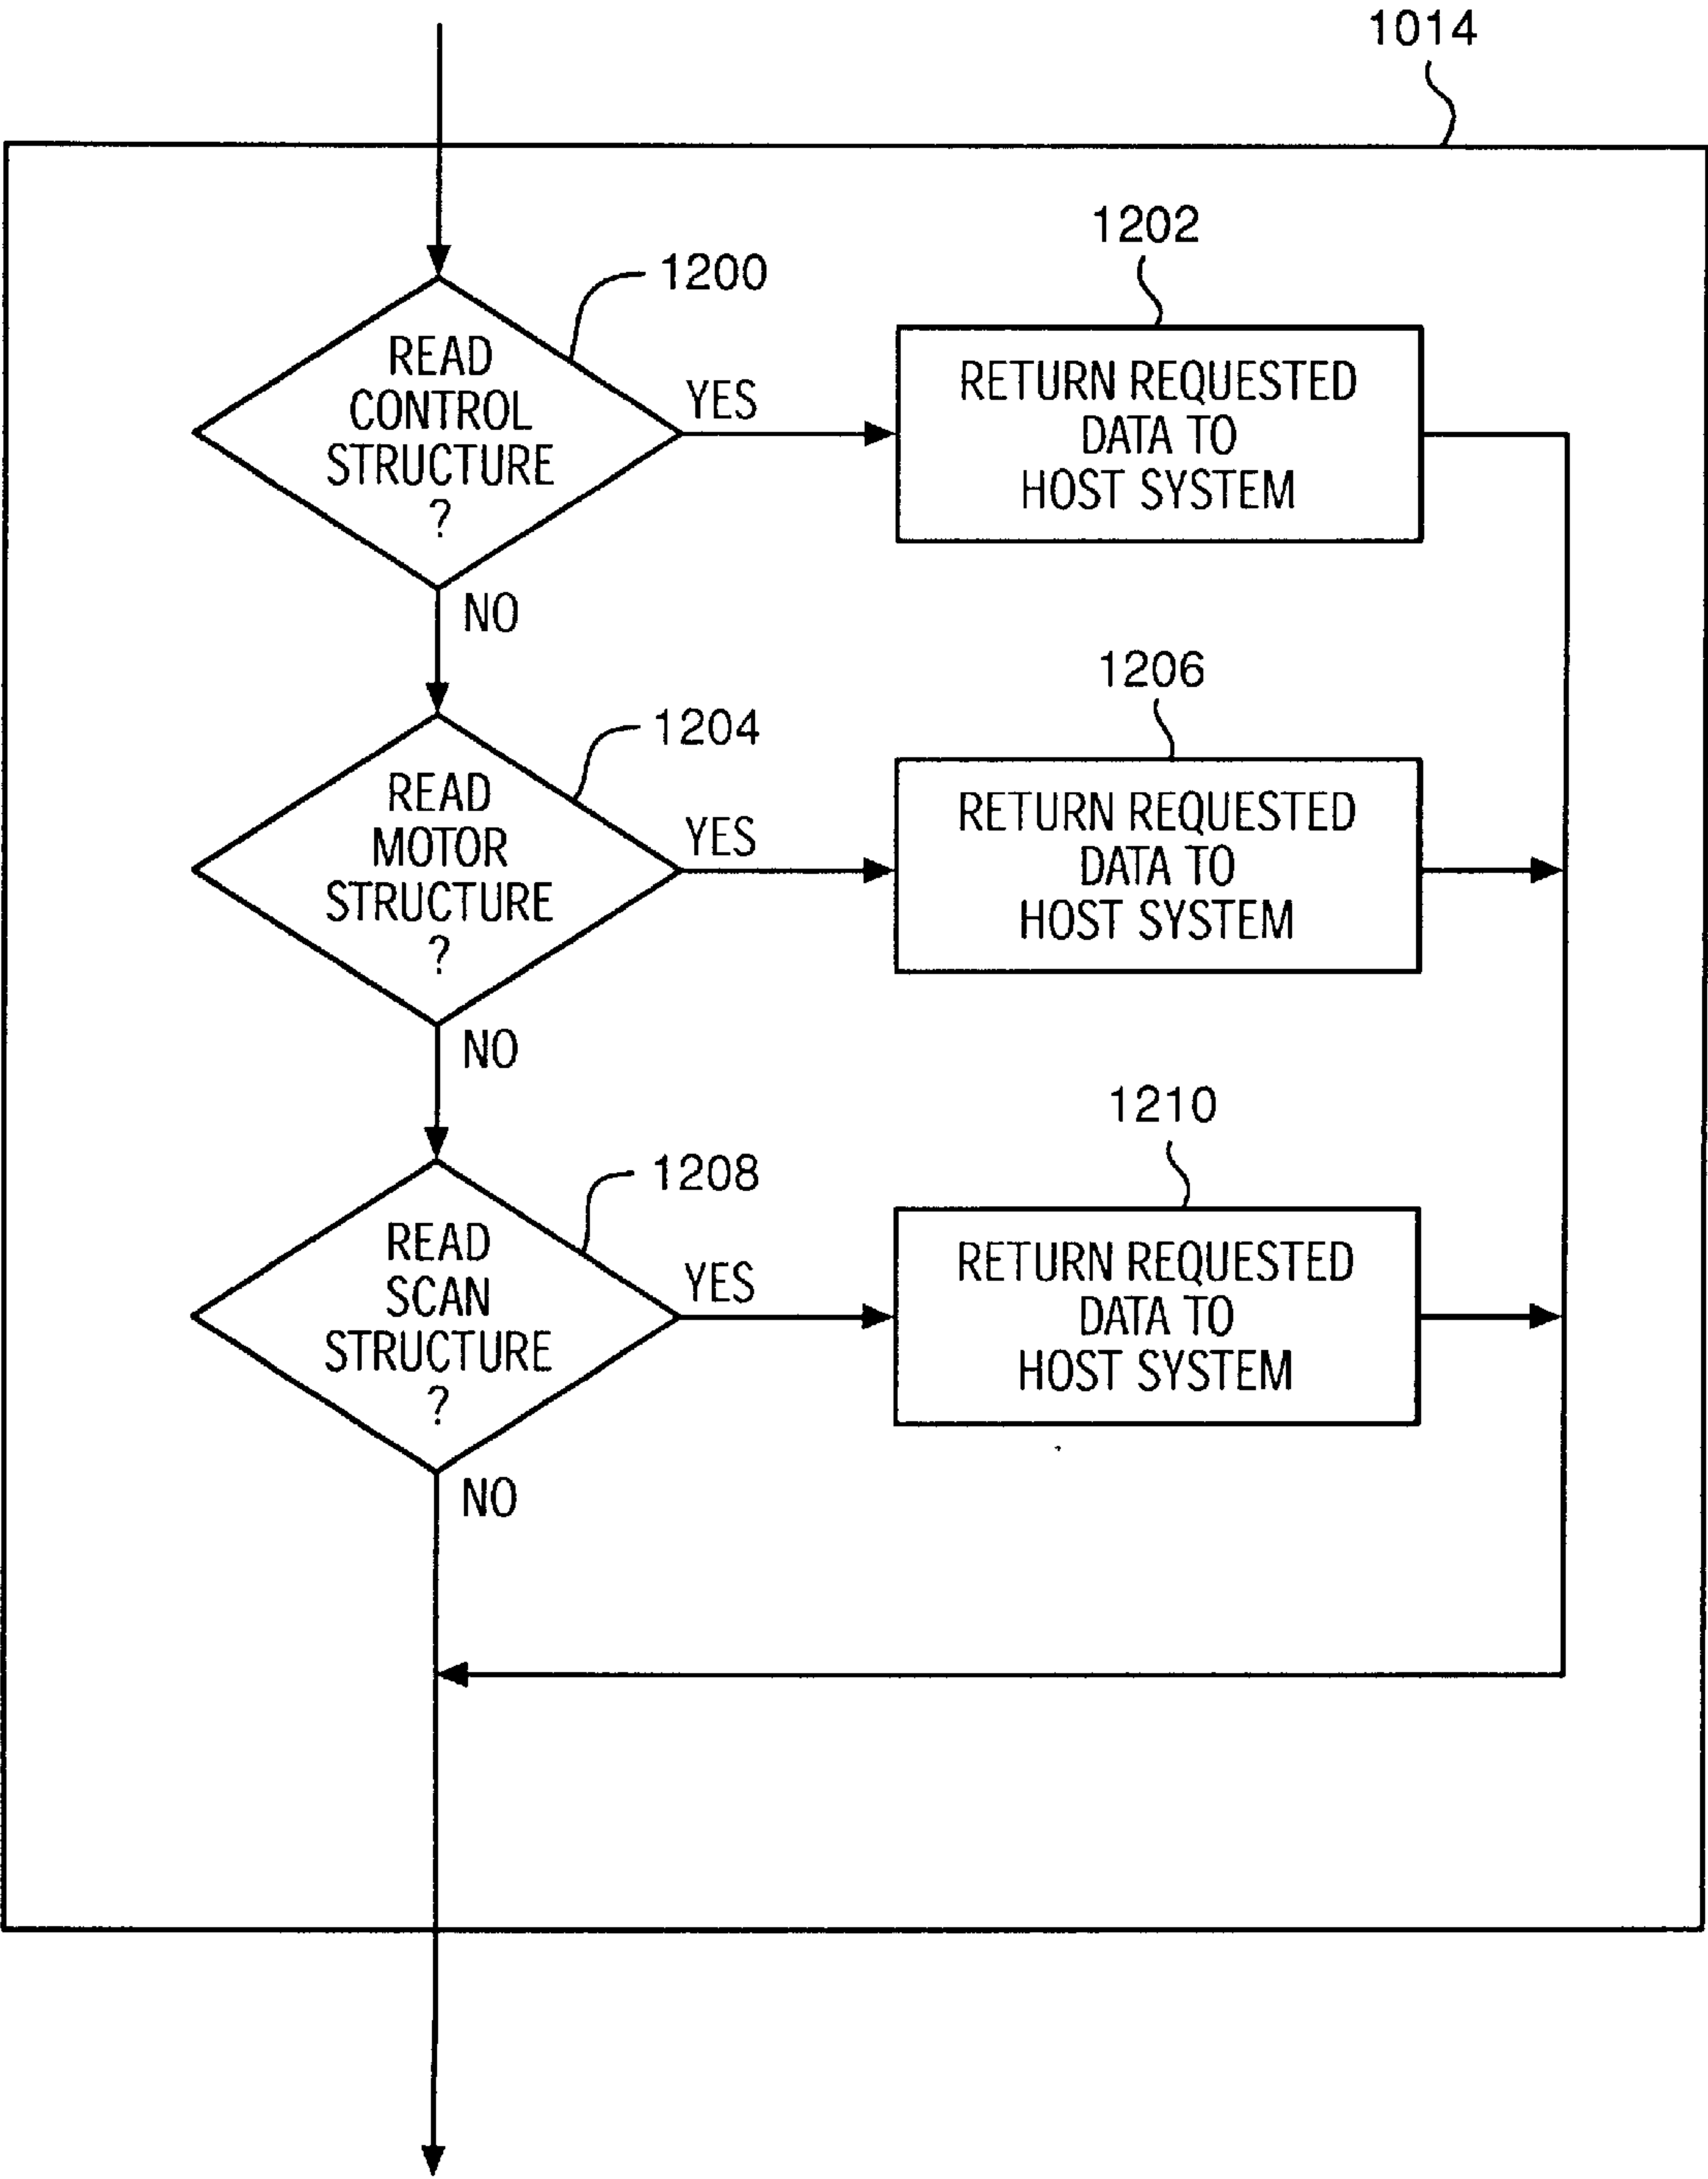 1014
1202
1200
READ
CONTROL
STRUCTURE
?
YES
RETURN REQUESTED
DATA TO
HOST SYSTEM
NO
1206
1204
READ
MOTOR
STRUCTURE
?
YES
RETURN REQUESTED
DATA TO
HOST SYSTEM
NO
1210
1208
READ
SCAN
STRUCTURE
?
YES
RETURN REQUESTED
DATA TO
HOST SYSTEM
NO